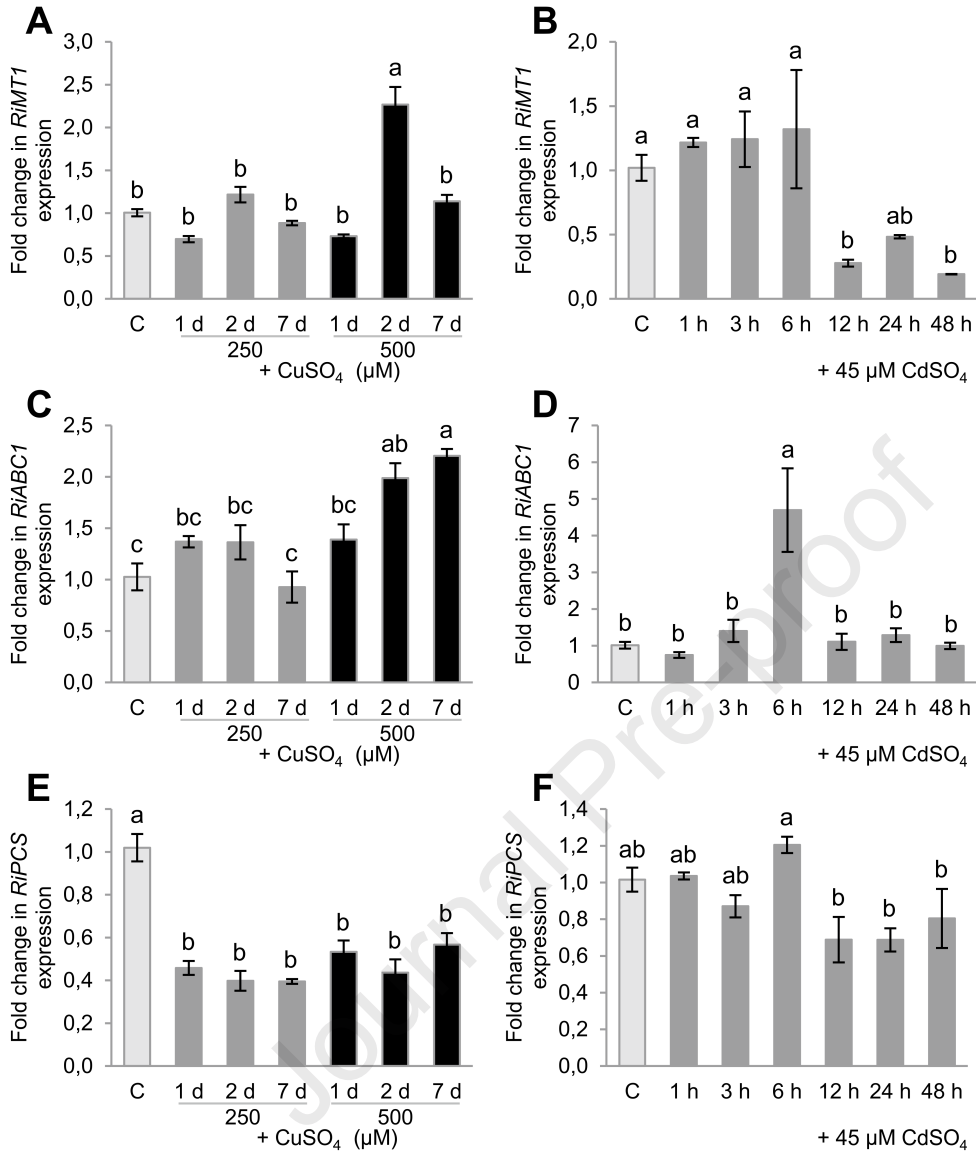 A
Fold change in RiMT1
expression
3,0
2,5
2,0
1,5
1,0
0,5
0,0
b b b b b a b
C 1 d 2 d 7 d 1 d 2 d 7 d
250 500
+ CuSO₄ (µM)
B
Fold change in RiMT1
expression
2,0
1,5
1,0
0,5
0,0
a a a a b ab b
C 1 h 3 h 6 h 12 h 24 h 48 h
+ 45 µM CdSO₄
C
Fold change in RiABC1
expression
2,5
2,0
1,5
1,0
0,5
0,0
c bc bc c bc ab a
C 1 d 2 d 7 d 1 d 2 d 7 d
250 500
+ CuSO₄ (µM)
D
Fold change in RiABC1
expression
7
6
5
4
3
2
1
0
b b b a b b b
C 1 h 3 h 6 h 12 h 24 h 48 h
+ 45 µM CdSO₄
E
Fold change in RiPCS
expression
1,2
1,0
0,8
0,6
0,4
0,2
0,0
a b b b b b b
C 1 d 2 d 7 d 1 d 2 d 7 d
250 500
+ CuSO₄ (µM)
F
Fold change in RiPCS
expression
1,4
1,2
1,0
0,8
0,6
0,4
0,2
0,0
ab ab ab a b b b
C 1 h 3 h 6 h 12 h 24 h 48 h
+ 45 µM CdSO₄
Journal Pre-proof